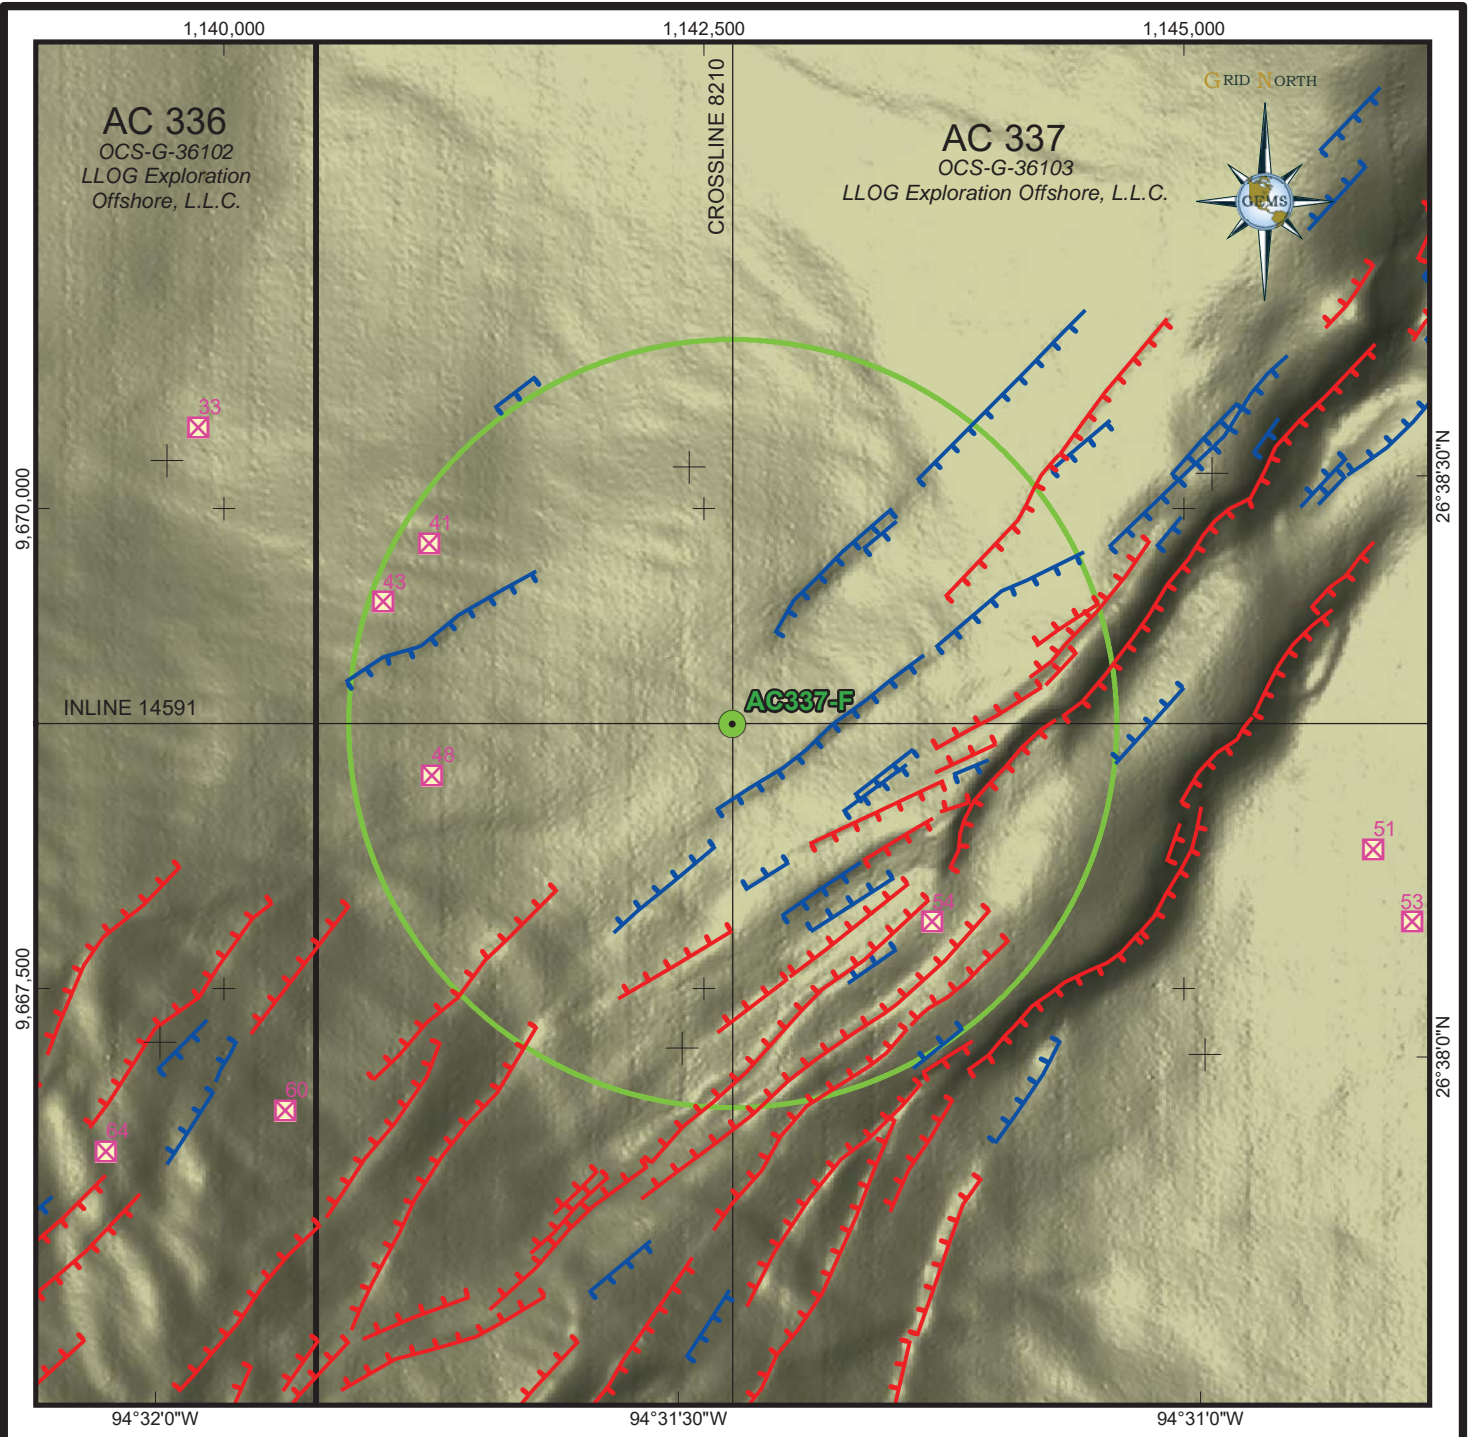 1,140,000
1,142,500
1,145,000
GRID NORTH
GEMS
AC 336
OCS-G-36102
LLOG Exploration
Offshore, L.L.C.
CROSSLINE 8210
AC 337
OCS-G-36103
LLOG Exploration Offshore, L.L.C.
33
9,670,000
26°38'30"N
41
43
INLINE 14591
AC337-F
48
51
54
53
9,667,500
26°38'0"N
60
64
94°32'0"W
94°31'30"W
94°31'0"W